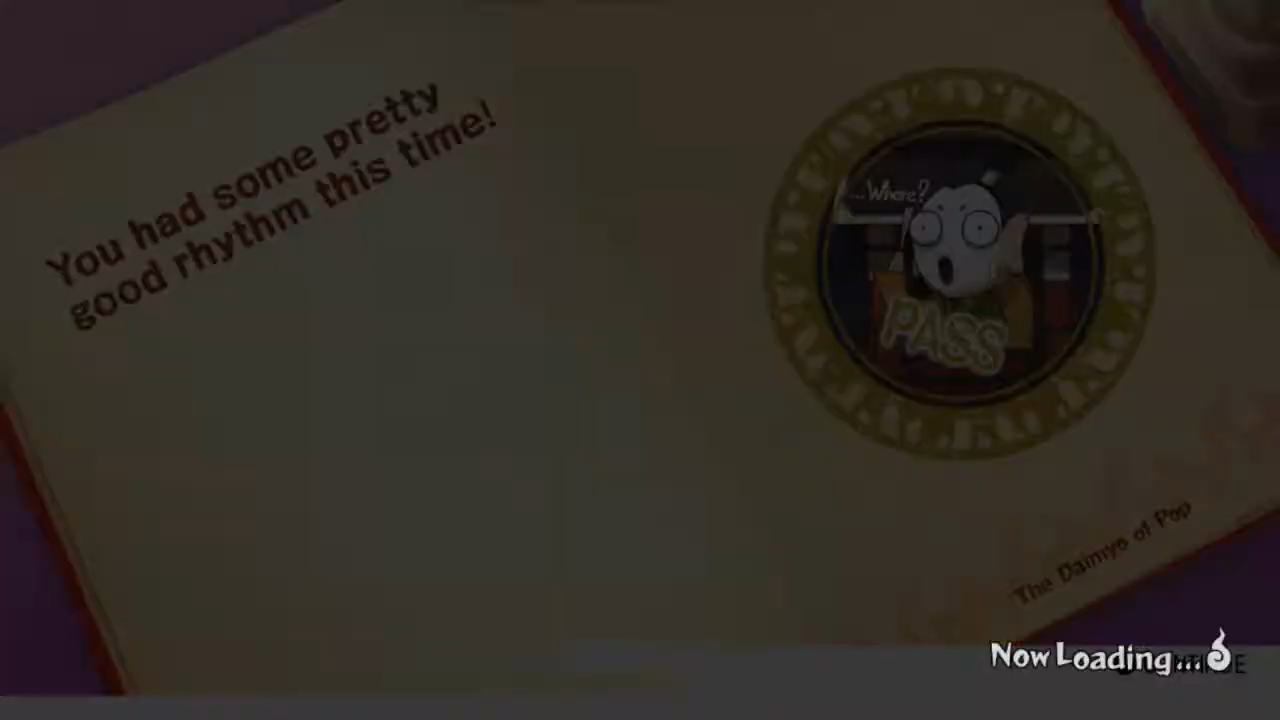 You had some pretty
good rhythm this time!
...Where?
PASS
The Daimyo of Pop
Now Loading...